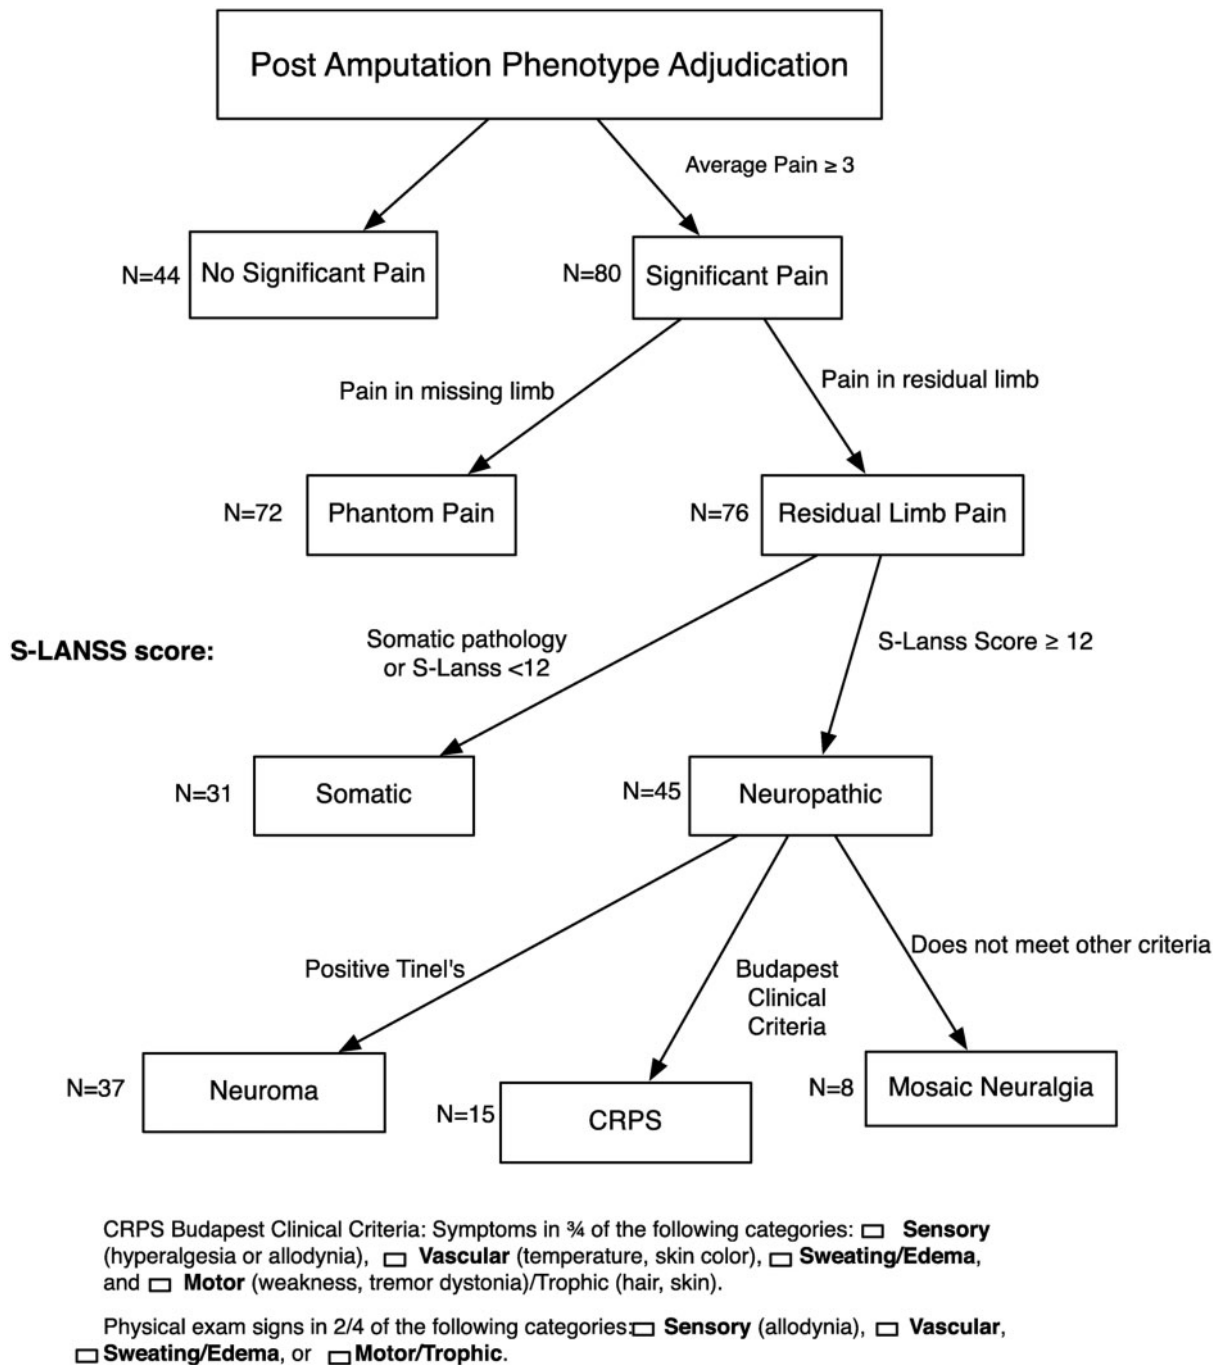 Post Amputation Phenotype Adjudication
Average Pain ≥ 3
N=44
No Significant Pain
N=80
Significant Pain
Pain in missing limb
Pain in residual limb
N=72
Phantom Pain
N=76
Residual Limb Pain
S-LANSS score:
Somatic pathology
or S-Lanss <12
S-Lanss Score ≥ 12
N=31
Somatic
N=45
Neuropathic
Positive Tinel's
Budapest
Clinical
Criteria
Does not meet other criteria
N=37
Neuroma
N=15
CRPS
N=8
Mosaic Neuralgia
CRPS Budapest Clinical Criteria: Symptoms in ¾ of the following categories: ▭ Sensory
(hyperalgesia or allodynia), ▭ Vascular (temperature, skin color), ▭ Sweating/Edema,
and ▭ Motor (weakness, tremor dystonia)/Trophic (hair, skin).
Physical exam signs in 2/4 of the following categories:▭ Sensory (allodynia), ▭ Vascular,
▭ Sweating/Edema, or ▭ Motor/Trophic.